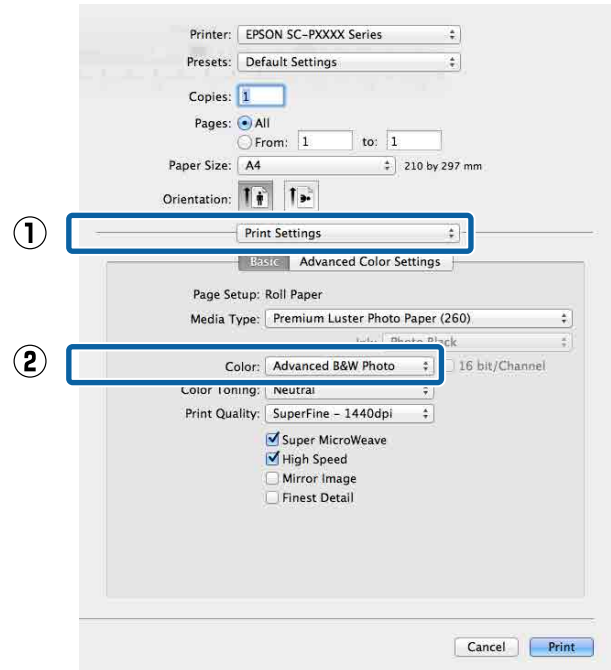 Printer: EPSON SC-PXXXX Series
Presets: Default Settings
Copies: 1
Pages: All
From: 1 to: 1
Paper Size: A4 210 by 297 mm
Orientation:
1 Print Settings
Basic Advanced Color Settings
Page Setup: Roll Paper
Media Type: Premium Luster Photo Paper (260)
Ink: Photo Black
2 Color: Advanced B&W Photo 16 bit/Channel
Color Toning: Neutral
Print Quality: SuperFine - 1440dpi
Super MicroWeave
High Speed
Mirror Image
Finest Detail
Cancel Print